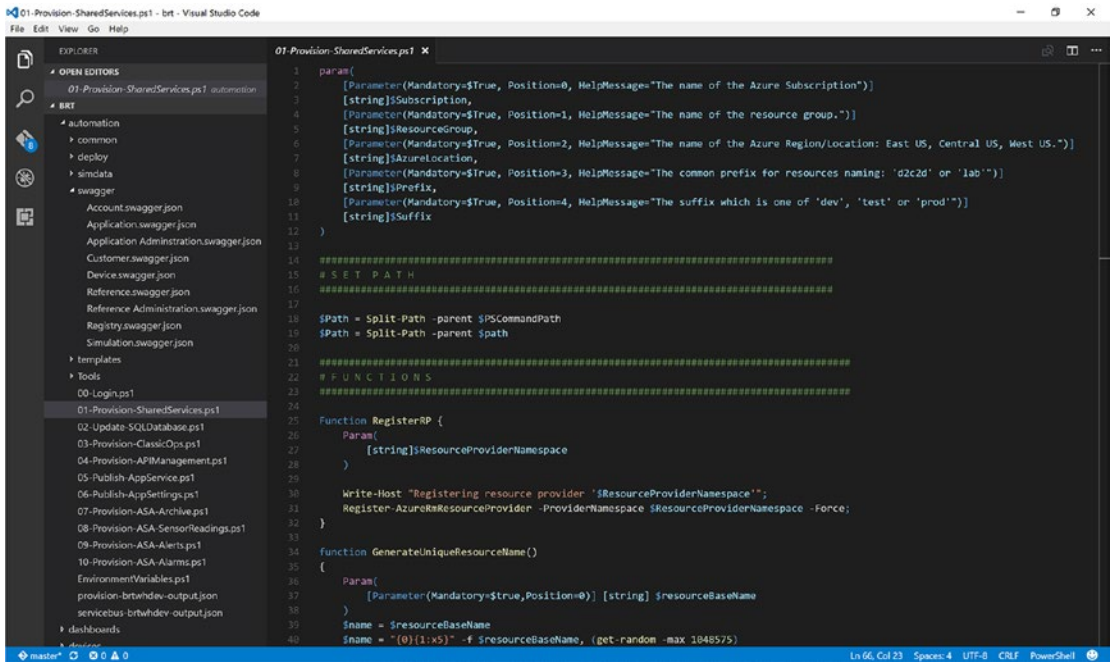 01-Provision-SharedServices.ps1 - brt - Visual Studio Code
File Edit View Go Help
EXPLORER
OPEN EDITORS
01-Provision-SharedServices.ps1 automation
BRT
automation
common
deploy
simdata
swagger
Account.swagger.json
Application.swagger.json
Application Adminstration.swagger.json
Customer.swagger.json
Device.swagger.json
Reference.swagger.json
Reference Administration.swagger.json
Registry.swagger.json
Simulation.swagger.json
templates
Tools
00-Login.ps1
01-Provision-SharedServices.ps1
02-Update-SQLDatabase.ps1
03-Provision-ClassicOps.ps1
04-Provision-APIManagement.ps1
05-Publish-AppService.ps1
06-Publish-AppSettings.ps1
07-Provision-ASA-Archive.ps1
08-Provision-ASA-SensorReadings.ps1
09-Provision-ASA-Alerts.ps1
10-Provision-ASA-Alarms.ps1
EnvironmentVariables.ps1
provision-brtwhdev-output.json
servicebus-brtwhdev-output.json
dashboards
devices
01-Provision-SharedServices.ps1
1 param(
2 [Parameter(Mandatory=$True, Position=0, HelpMessage="The name of the Azure Subscription")]
3 [string]$Subscription,
4 [Parameter(Mandatory=$True, Position=1, HelpMessage="The name of the resource group.")]
5 [string]$ResourceGroup,
6 [Parameter(Mandatory=$True, Position=2, HelpMessage="The name of the Azure Region/Location: East US, Central US, West US.")]
7 [string]$AzureLocation,
8 [Parameter(Mandatory=$True, Position=3, HelpMessage="The common prefix for resources naming: 'd2c2d' or 'lab'")]
9 [string]$Prefix,
10 [Parameter(Mandatory=$True, Position=4, HelpMessage="The suffix which is one of 'dev', 'test' or 'prod'")]
11 [string]$Suffix
12 )
13
14 #######################################################################################
15 # S E T   P A T H
16 #######################################################################################
17
18 $Path = Split-Path -parent $PSCommandPath
19 $Path = Split-Path -parent $path
20
21 ##########################################################################################
22 # F U N C T I O N S
23 ##########################################################################################
24
25 Function RegisterRP {
26 Param(
27 [string]$ResourceProviderNamespace
28 )
29
30 Write-Host "Registering resource provider '$ResourceProviderNamespace'";
31 Register-AzureRmResourceProvider -ProviderNamespace $ResourceProviderNamespace -Force;
32 }
33
34 function GenerateUniqueResourceName()
35 {
36 Param(
37 [Parameter(Mandatory=$true,Position=0)] [string] $resourceBaseName
38 )
39 $name = $resourceBaseName
40 $name = "{0}{1:x5}" -f $resourceBaseName, (get-random -max 1048575)
master* 0 0 Ln 66, Col 23 Spaces: 4 UTF-8 CRLF PowerShell